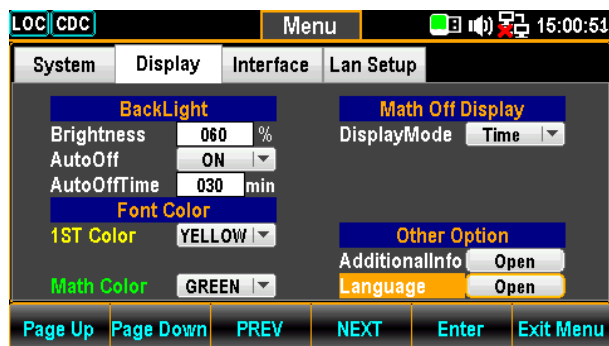 LOC CDC Menu 15:00:51
System Display Interface Lan Setup
BackLight
Brightness 060 %
AutoOff ON
AutoOffTime 030 min
Font Color
1ST Color YELLOW
Math Color GREEN
Math Off Display
DisplayMode Time
Other Option
AdditionalInfo Open
Language Open
Page Up Page Down PREV NEXT Enter Exit Menu